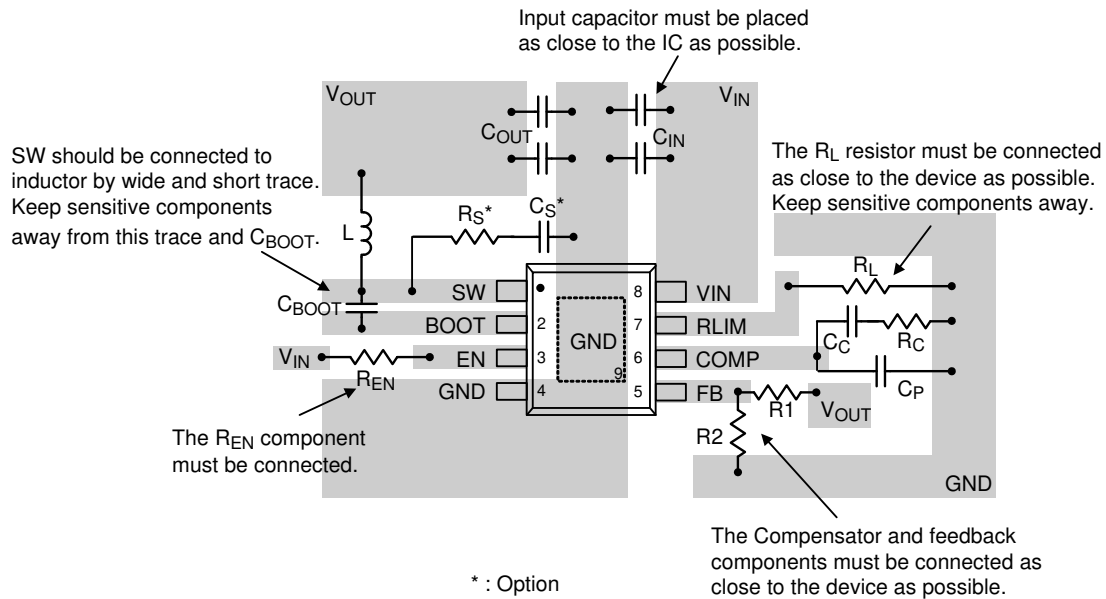 Input capacitor must be placed
as close to the IC as possible.
VOUT
VIN
COUT
CIN
SW should be connected to
inductor by wide and short trace.
Keep sensitive components
away from this trace and CBOOT.
The RL resistor must be connected
as close to the device as possible.
Keep sensitive components away.
L
RS*
CS*
RL
CBOOT
SW
8
VIN
BOOT
2
GND
7
RLIM
CC
RC
VIN
EN
3
6
COMP
REN
9
CP
GND
4
5
FB
R1
VOUT
R2
The REN component
must be connected.
GND
The Compensator and feedback
components must be connected as
close to the device as possible.
* : Option